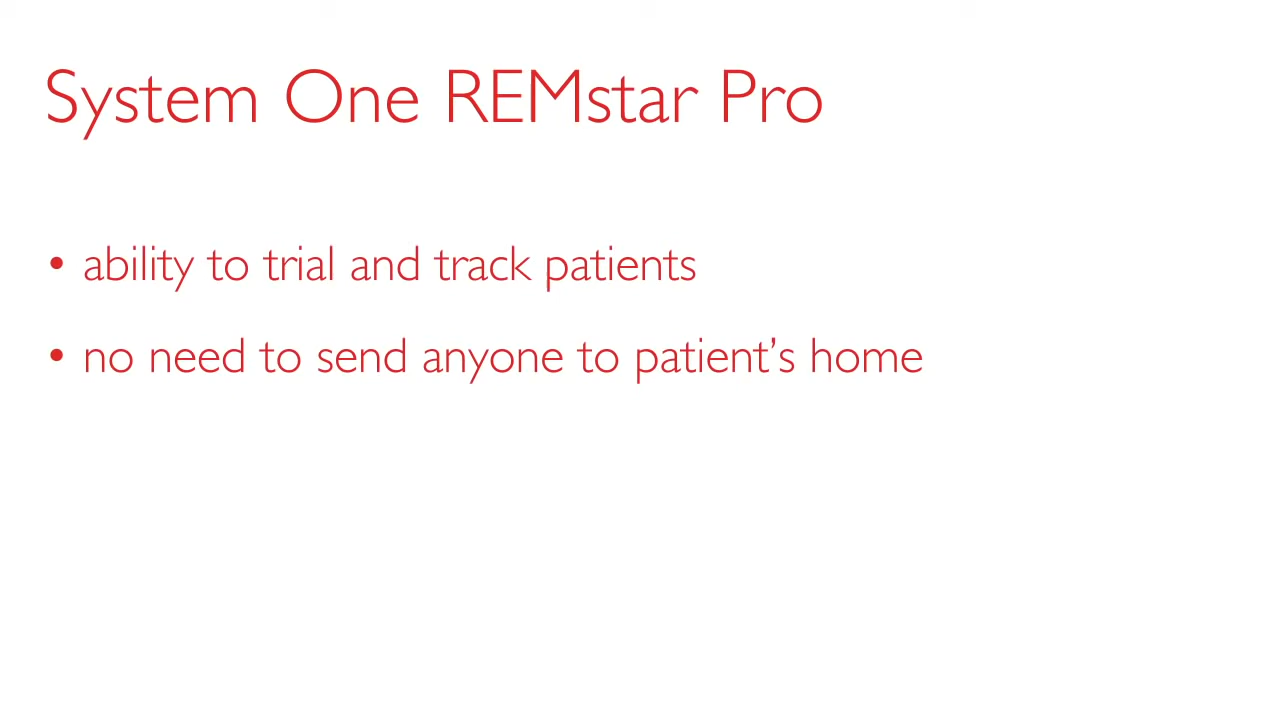 System One REMstar Pro
• ability to trial and track patients
• no need to send anyone to patient’s home